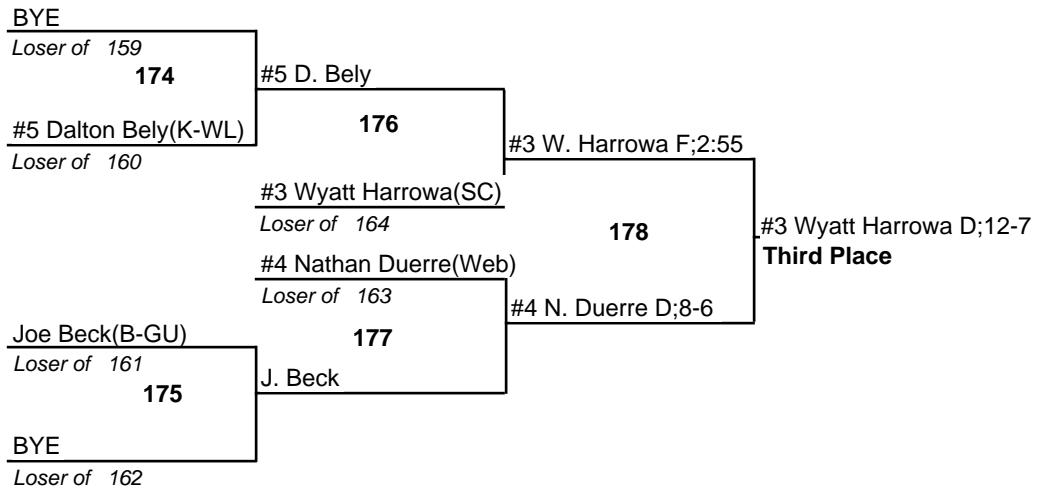 BYE
Loser of 159
174
#5 D. Bely
#5 Dalton Bely(K-WL)
Loser of 160
176
#3 W. Harrowa F;2:55
#3 Wyatt Harrowa(SC)
Loser of 164
178
#3 Wyatt Harrowa D;12-7
Third Place
#4 Nathan Duerre(Web)
Loser of 163
#4 N. Duerre D;8-6
177
Joe Beck(B-GU)
Loser of 161
175
J. Beck
BYE
Loser of 162